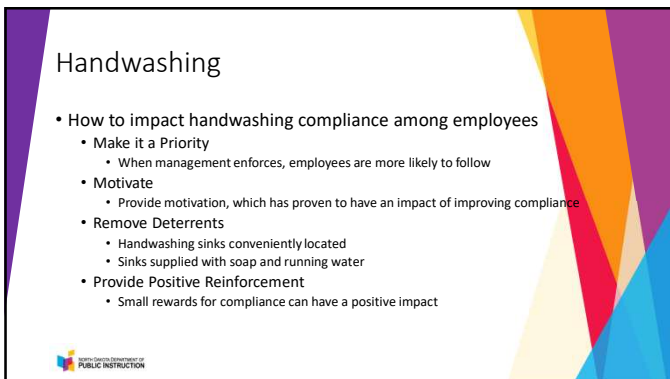 Handwashing
• How to impact handwashing compliance among employees
• Make it a Priority
• When management enforces, employees are more likely to follow
• Motivate
• Provide motivation, which has proven to have an impact of improving compliance
• Remove Deterrents
• Handwashing sinks conveniently located
• Sinks supplied with soap and running water
• Provide Positive Reinforcement
• Small rewards for compliance can have a positive impact
NORTH DAKOTA DEPARTMENT OF
PUBLIC INSTRUCTION